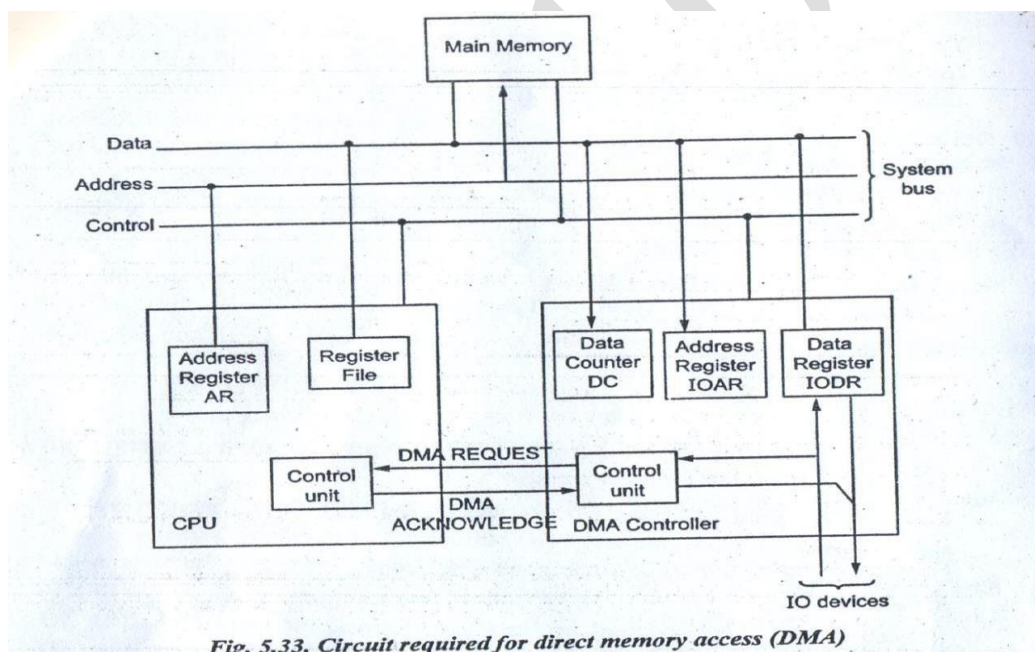 Main Memory
Data
Address
Control
System
bus
Address
Register
AR
Register
File
Data
Counter
DC
Address
Register
IOAR
Data
Register
IODR
DMA REQUEST
Control
unit
Control
unit
DMA
ACKNOWLEDGE
CPU
DMA Controller
IO devices
Fig. 5.33. Circuit required for direct memory access (DMA)